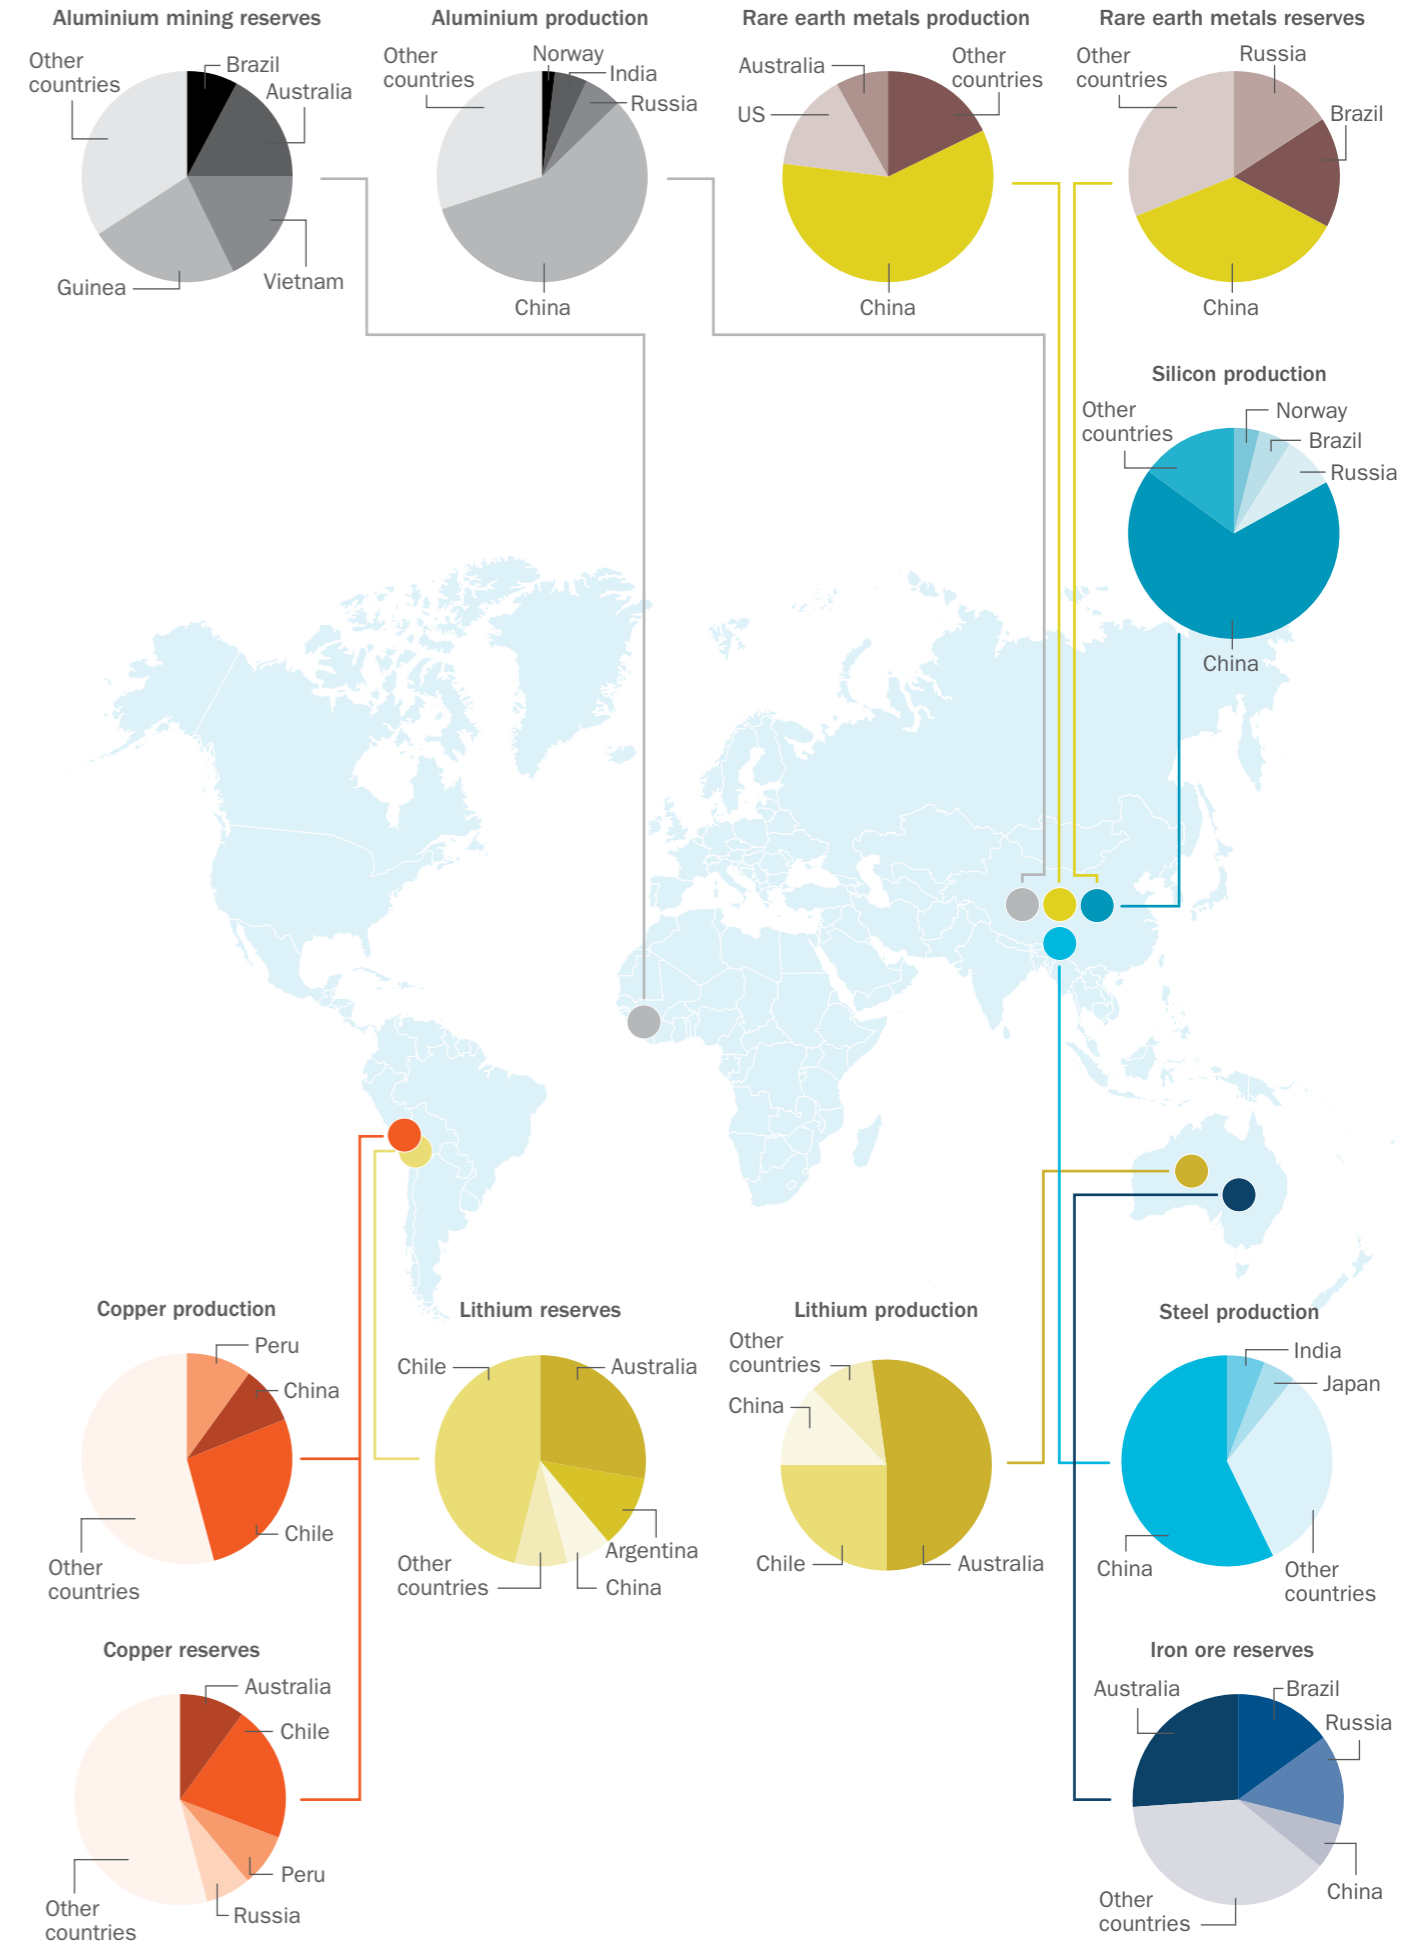 Aluminium mining reserves
Other
countries
Brazil
Australia
Guinea
Vietnam
Aluminium production
Other
countries
Norway
India
Russia
China
Rare earth metals production
Australia
Other
countries
US
China
Rare earth metals reserves
Other
countries
Russia
Brazil
China
Silicon production
Other
countries
Norway
Brazil
Russia
China
Copper production
Peru
China
Chile
Other
countries
Lithium reserves
Chile
Australia
Argentina
Other
countries
China
Lithium production
Other
countries
China
Chile
Australia
Steel production
India
Japan
China
Other
countries
Copper reserves
Australia
Chile
Peru
Other
countries
Russia
Iron ore reserves
Australia
Brazil
Russia
China
Other
countries